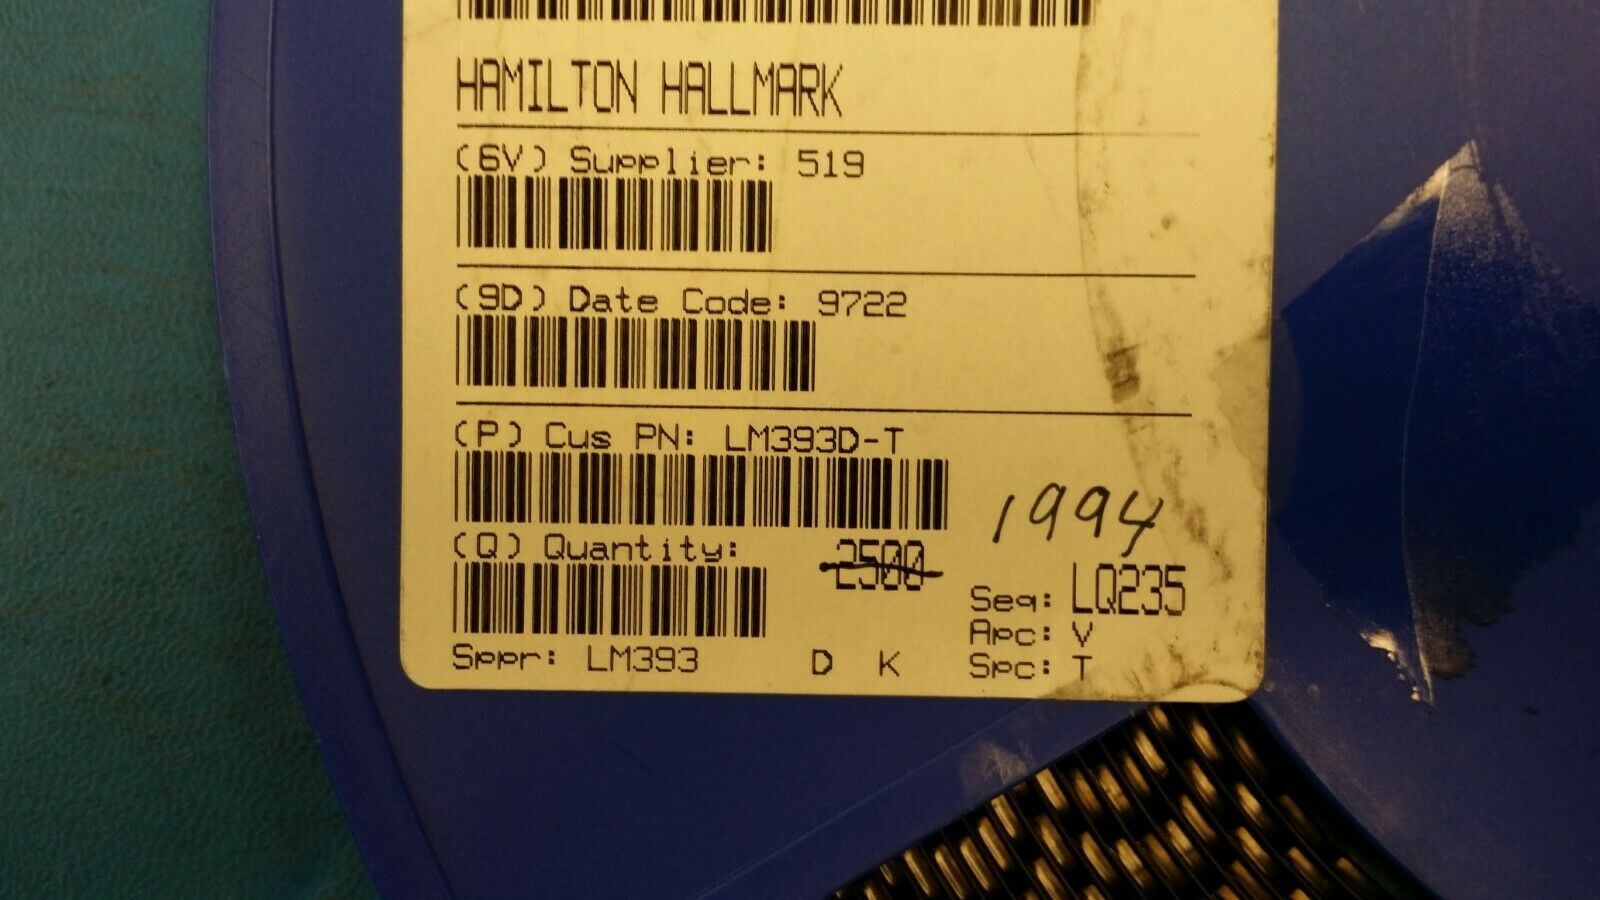 HAMILTON HALLMARK
(6V) Supplier: 519
(9D) Date Code: 9722
(P) Cus PN: LM393D-T
1994
(Q) Quantity: 2500
Seq: LQ235
Apc: V
Sppr: LM393 D K Spc: T